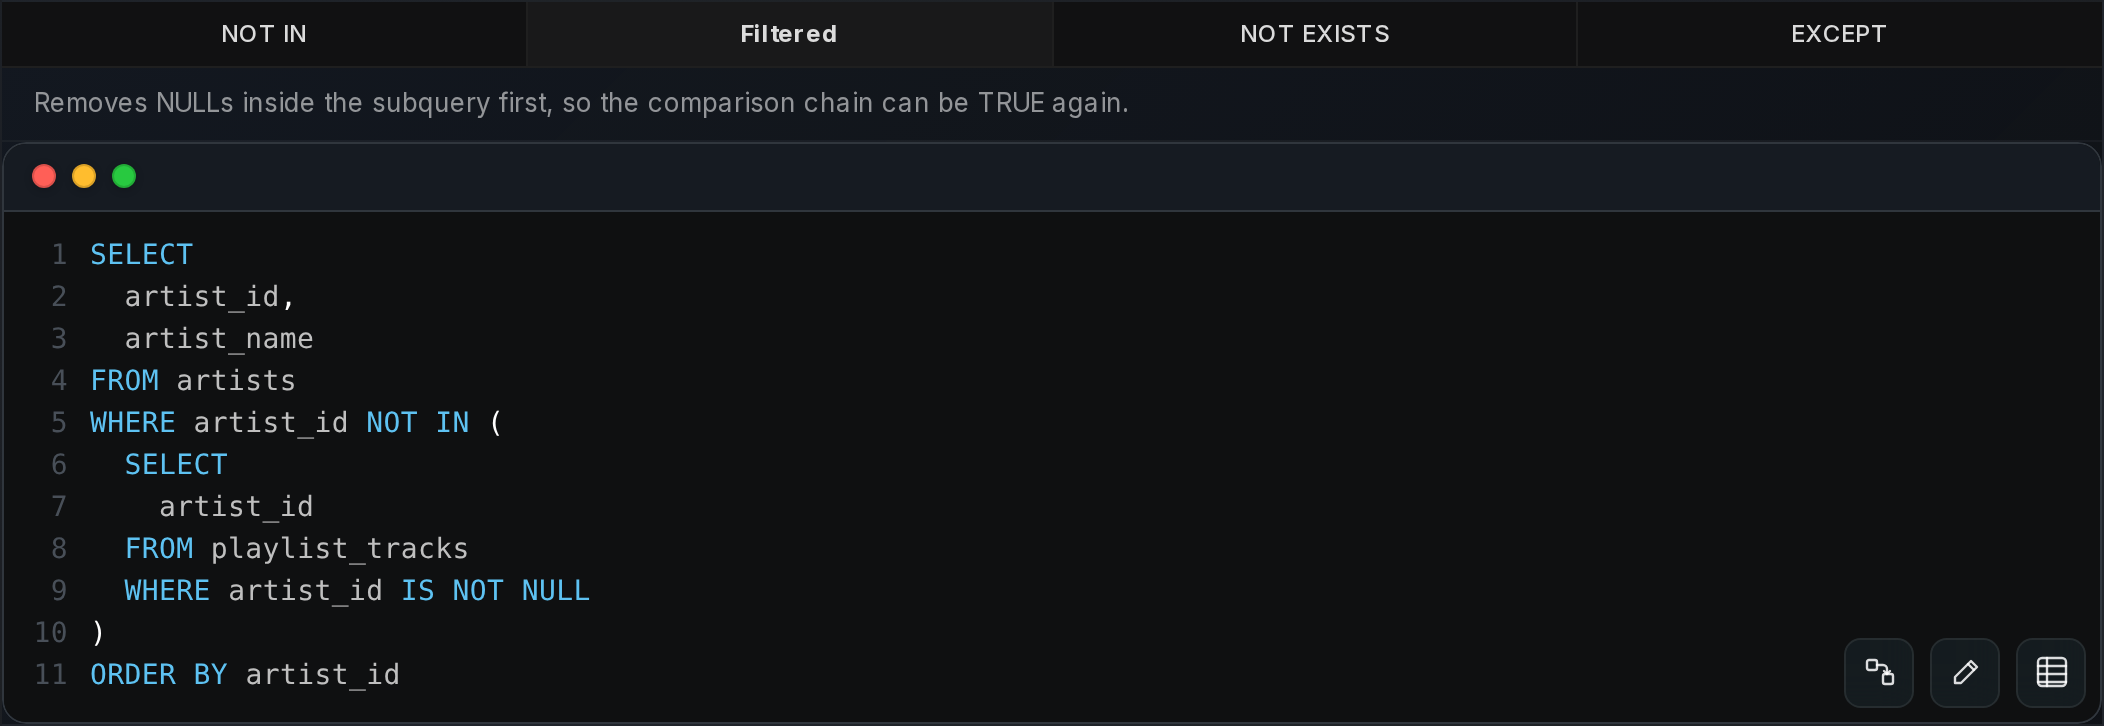 NOT IN
Filtered
NOT EXISTS
EXCEPT
Removes NULLs inside the subquery first, so the comparison chain can be TRUE again.
1 SELECT
2   artist_id,
3   artist_name
4 FROM artists
5 WHERE artist_id NOT IN (
6   SELECT
7     artist_id
8   FROM playlist_tracks
9   WHERE artist_id IS NOT NULL
10 )
11 ORDER BY artist_id